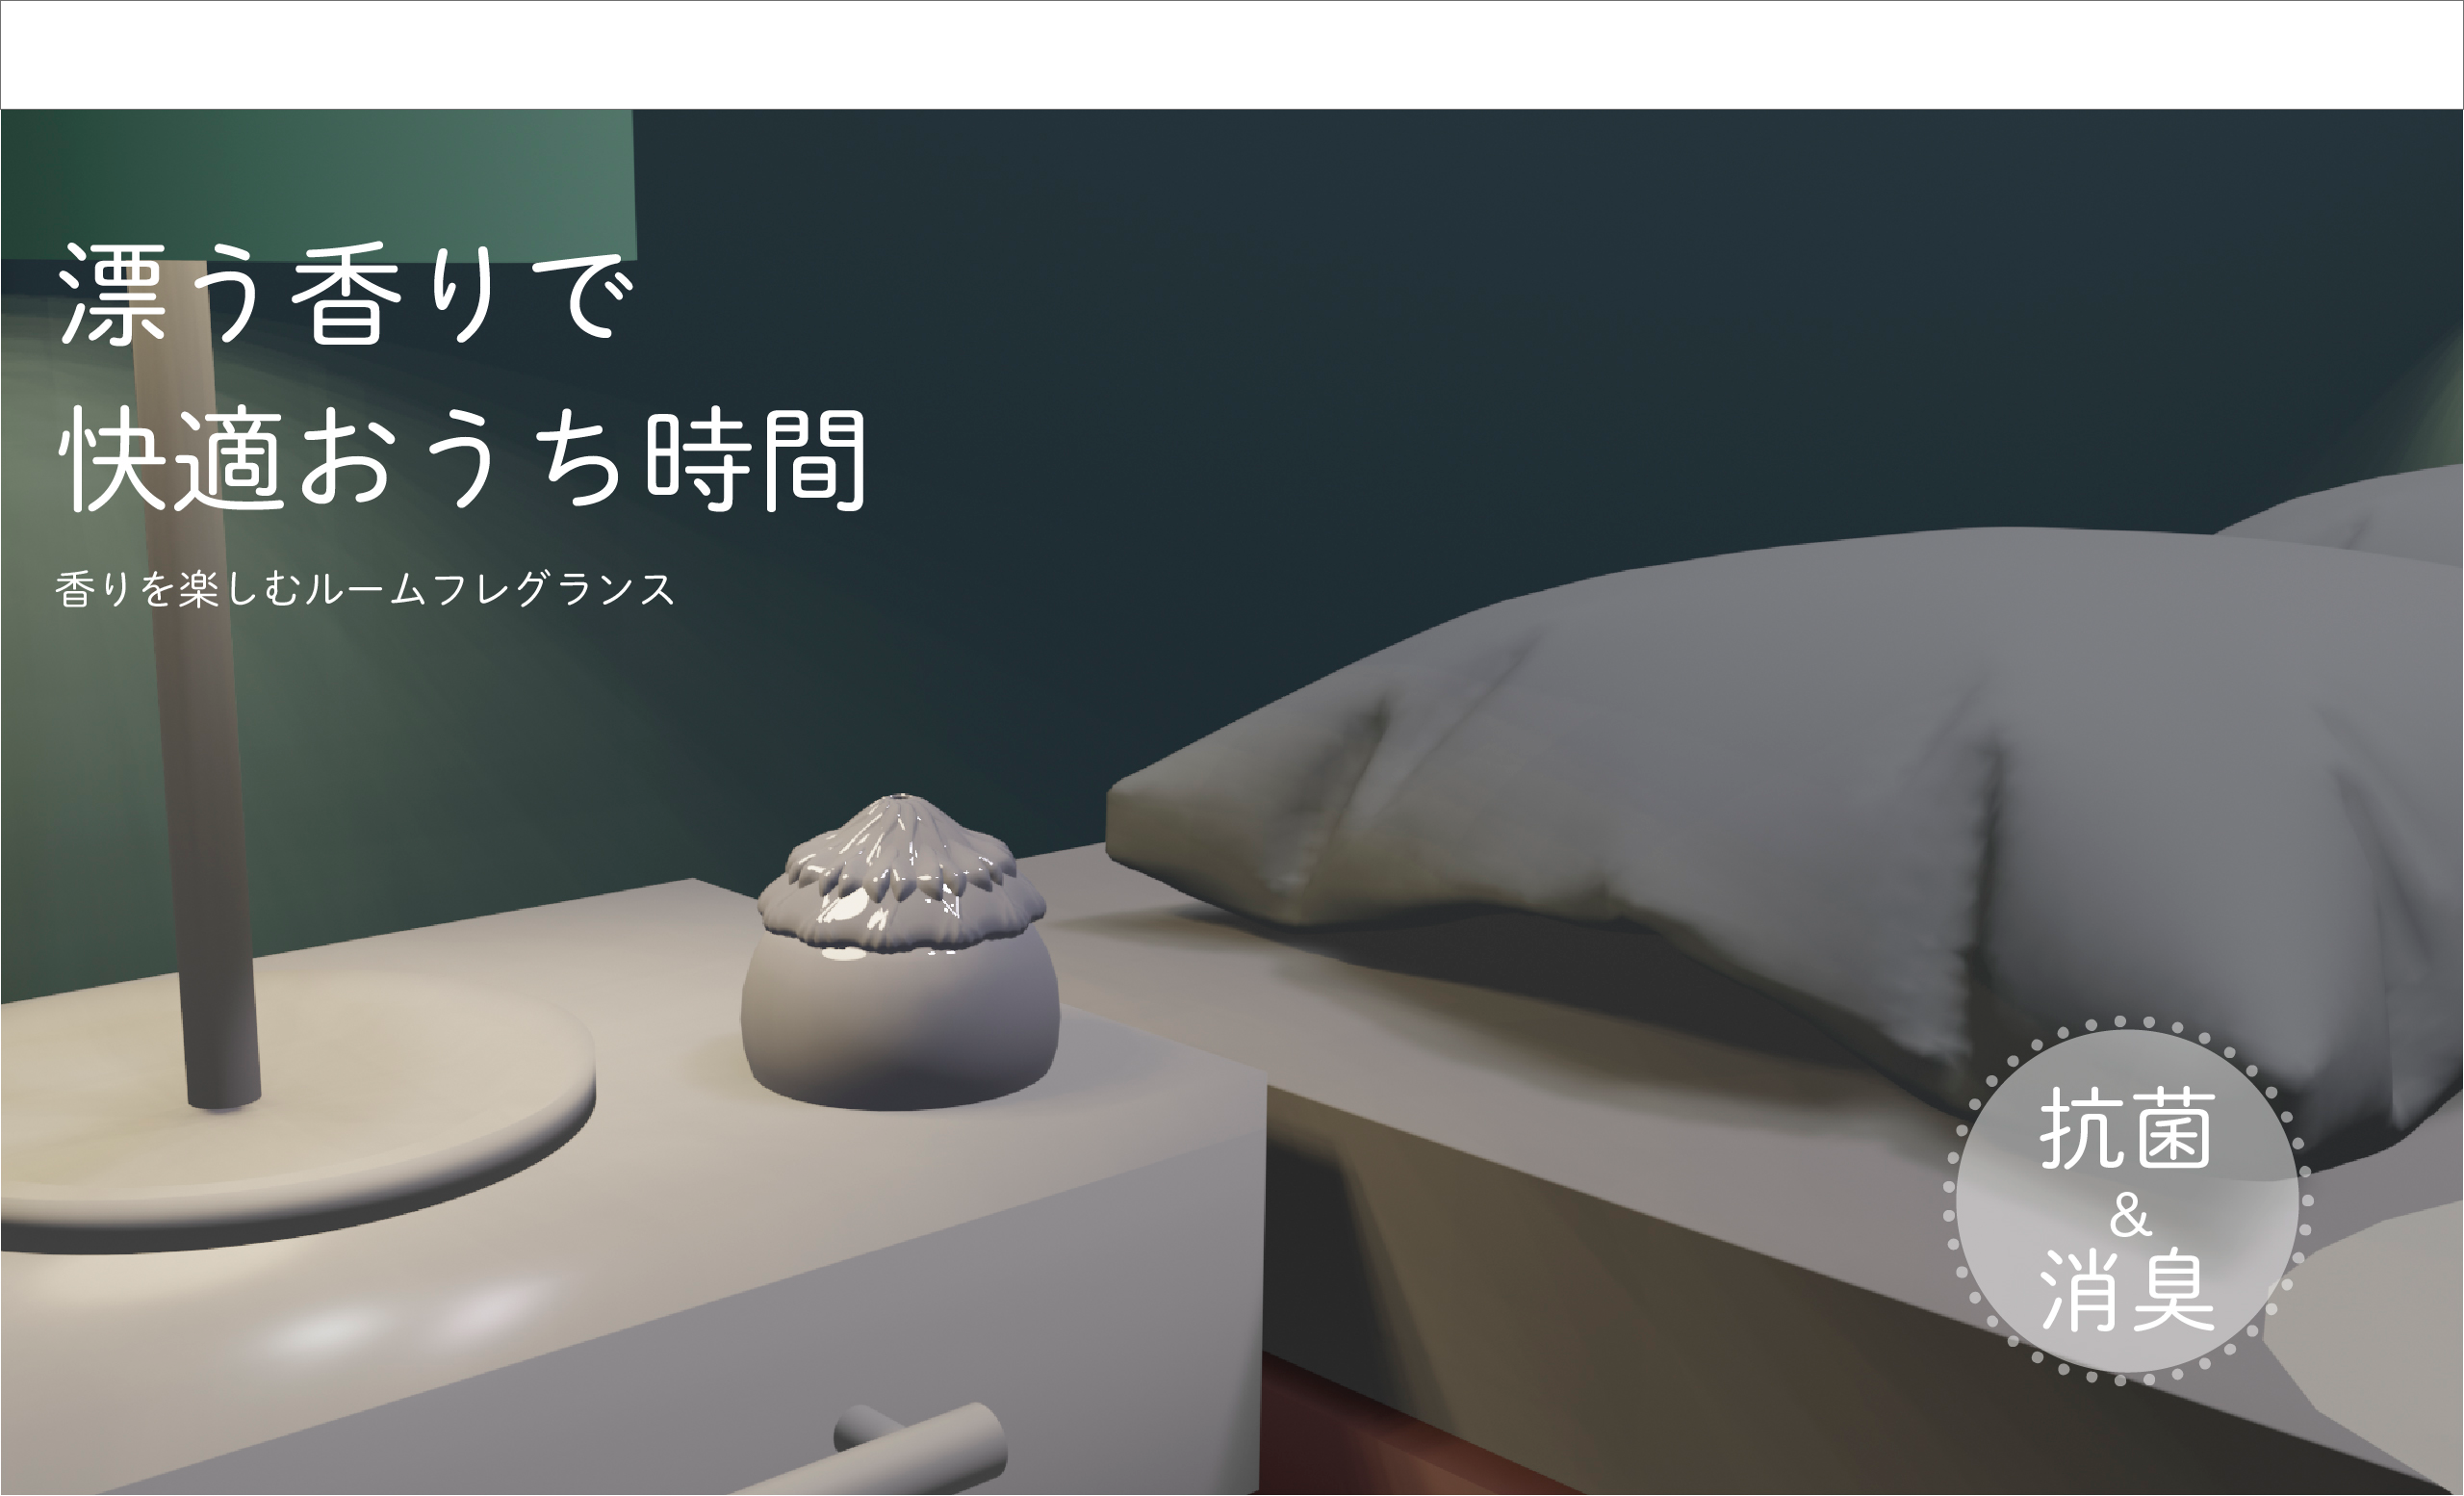 漂う香りで
快適おうち時間
香りを楽しむルームフレグランス
抗菌
&
消臭